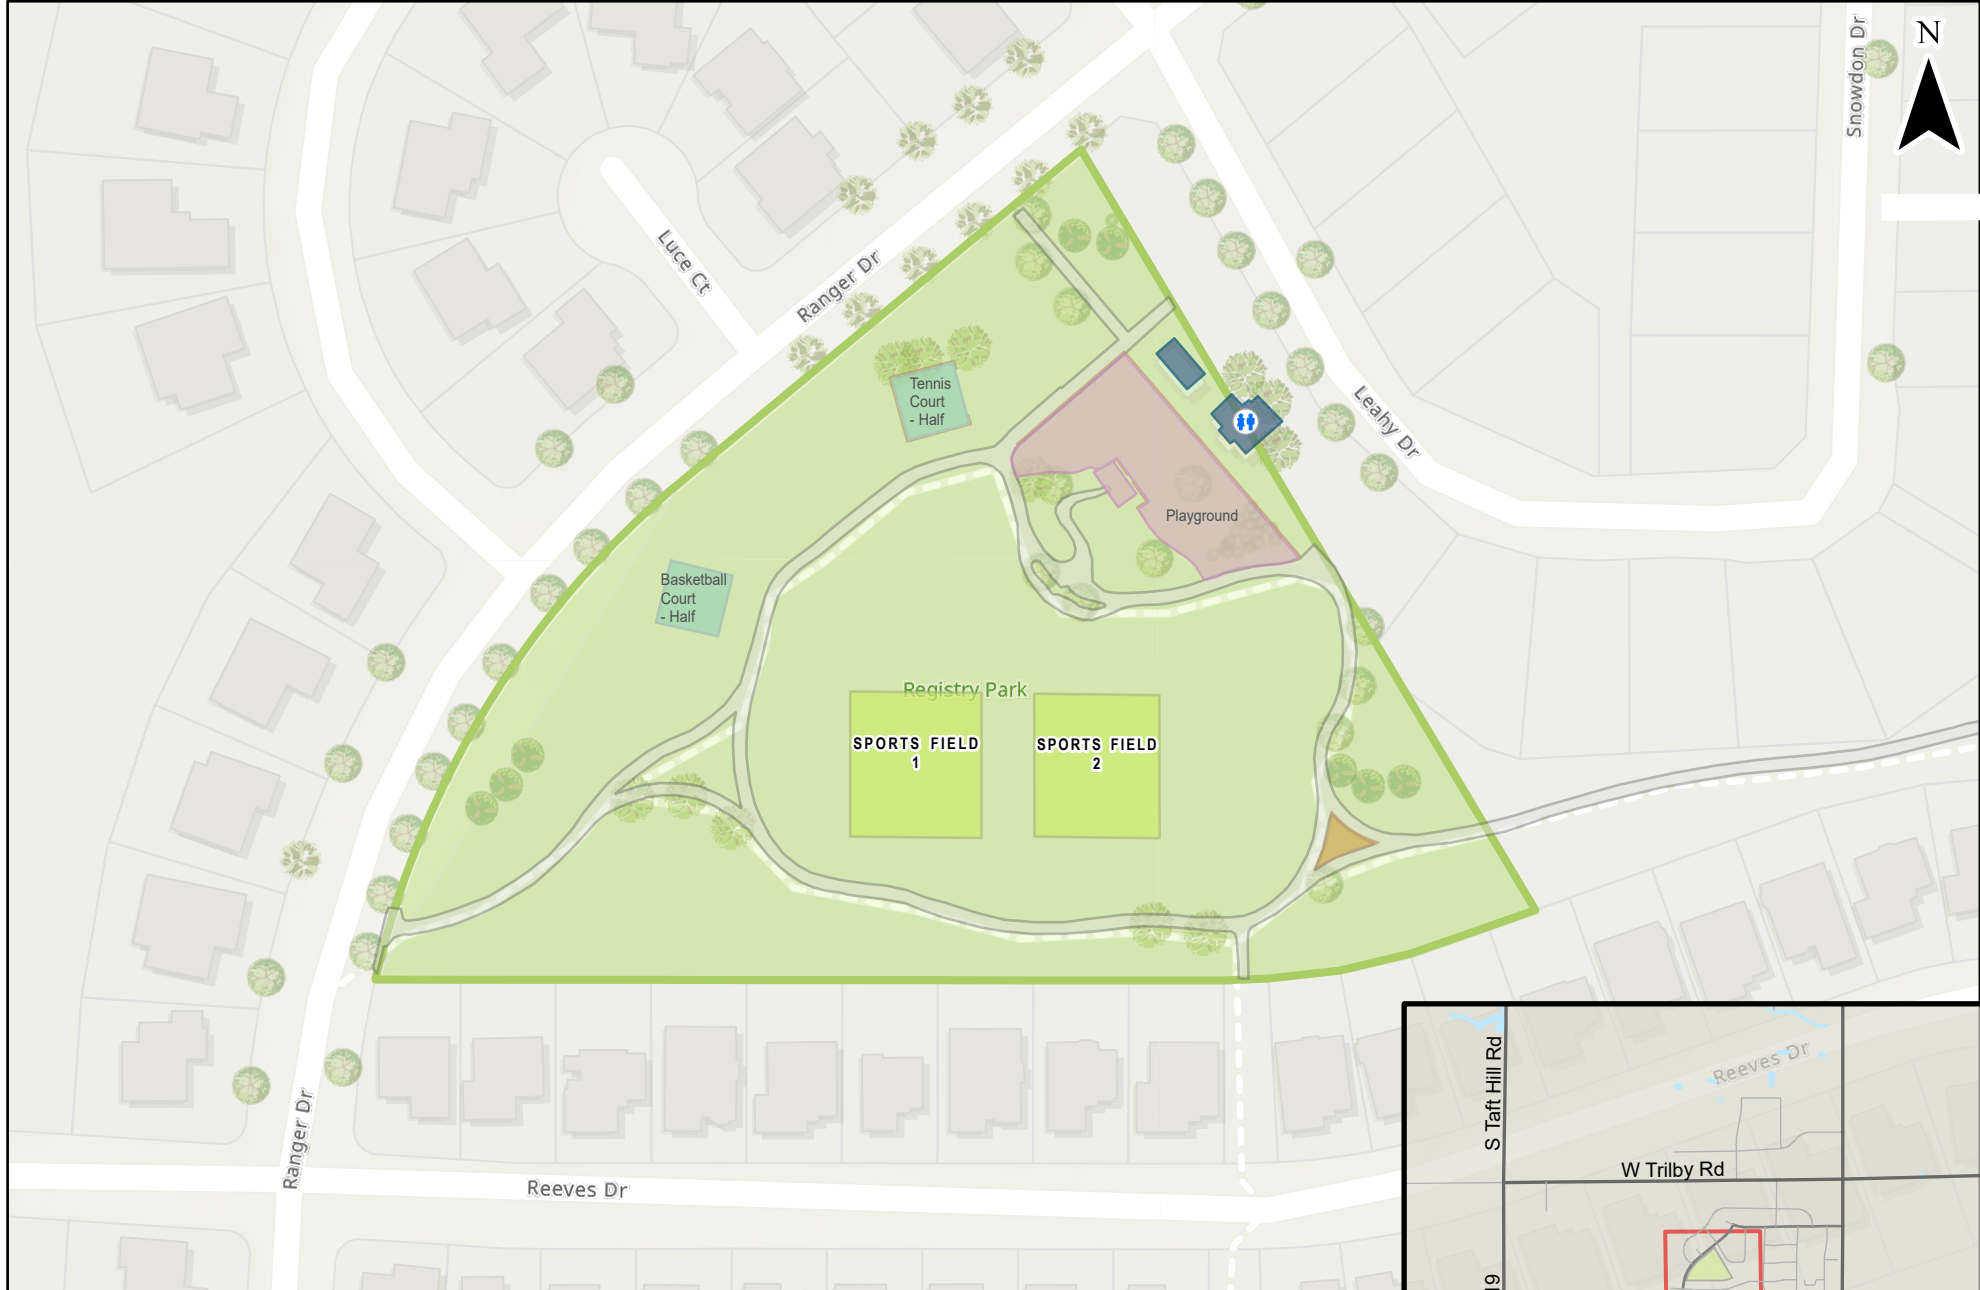 N
Snowdon Dr
Luce Ct
Ranger Dr
Tennis
Court
- Half
Leahy Dr
Playground
Basketball
Court
- Half
Registry Park
SPORTS FIELD
1
SPORTS FIELD
2
Ranger Dr
Reeves Dr
S Taft Hill Rd
Reeves Dr
W Trilby Rd
19